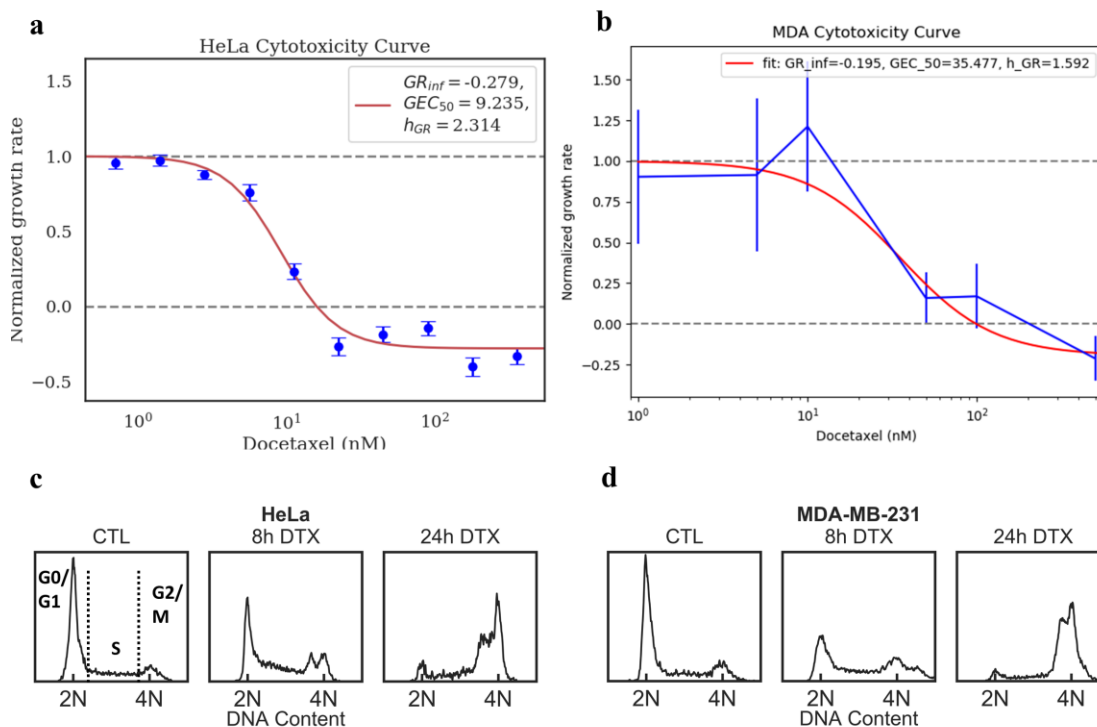 a
HeLa Cytotoxicity Curve
GR_inf = -0.279,
GEC_50 = 9.235,
h_GR = 2.314
1.5
1.0
0.5
0.0
−0.5
Normalized growth rate
10^0
10^1
10^2
Docetaxel (nM)
b
MDA Cytotoxicity Curve
fit: GR_inf=-0.195, GEC_50=35.477, h_GR=1.592
1.50
1.25
1.00
0.75
0.50
0.25
0.00
−0.25
Normalized growth rate
10^0
10^1
10^2
Docetaxel (nM)
c
HeLa
CTL
8h DTX
24h DTX
G0/
G1
S
G2/
M
2N
4N
2N
4N
2N
4N
DNA Content
d
MDA-MB-231
CTL
8h DTX
24h DTX
2N
4N
2N
4N
2N
4N
DNA Content